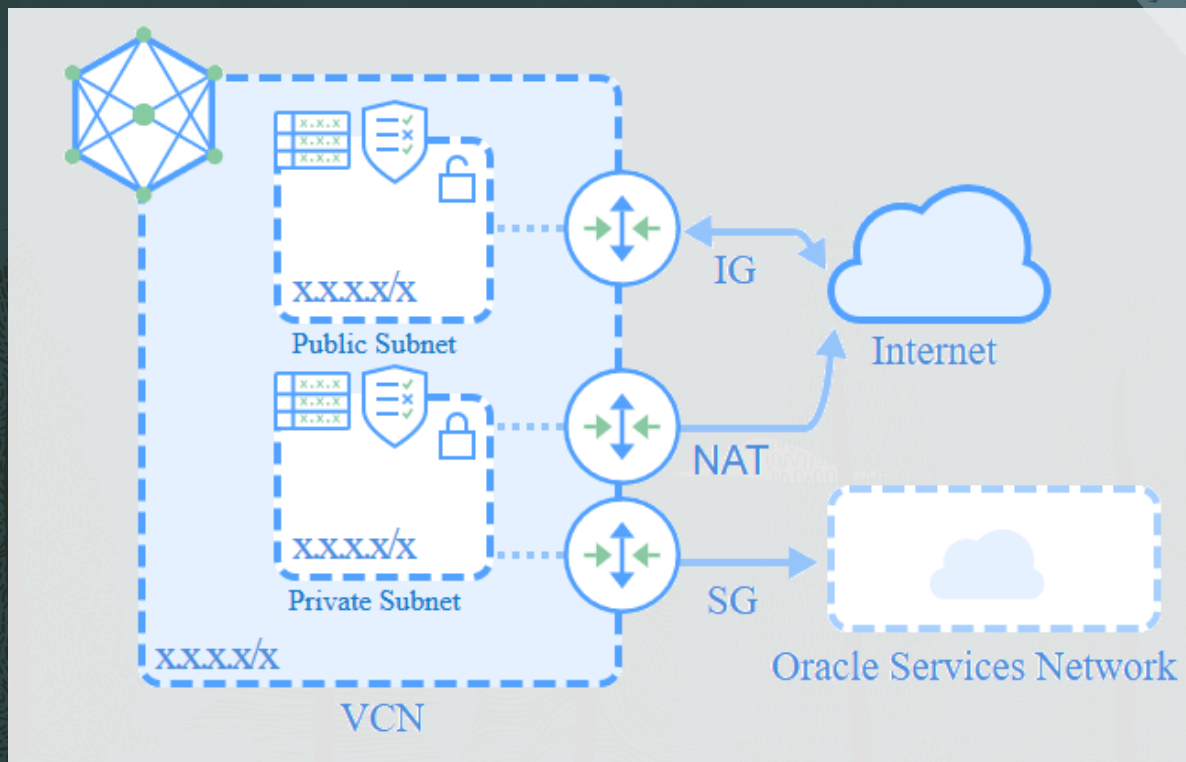 x.x.x
x.x.x
x.x.x
x.x.x.x/x
Public Subnet
IG
Internet
x.x.x
x.x.x
x.x.x
NAT
x.x.x.x/x
Private Subnet
SG
x.x.x.x/x
Oracle Services Network
VCN